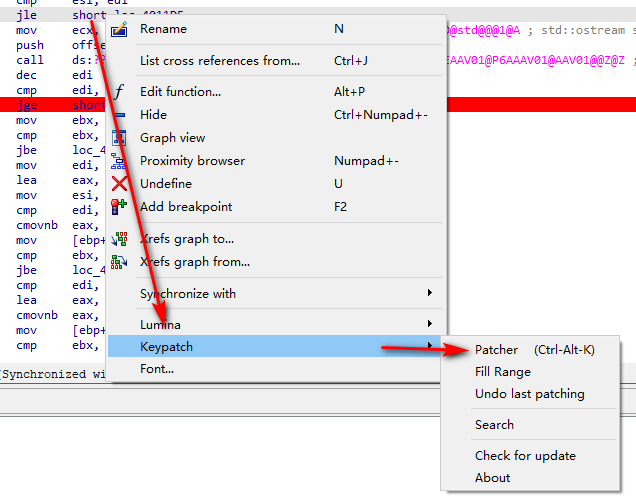 cmp esi, edi
jle short loc_4011DF
mov ecx, @std@@@1@A ; std::ostream s
push offse
call ds:?? EAAV01@P6AAAV01@AAV01@@Z@Z ;
dec edi
cmp edi,
jge short
mov ebx,
cmp ebx,
jbe loc_4
mov edi,
lea eax,
mov esi,
cmp edi,
cmovnb eax,
mov [ebp+
cmp ebx,
jbe loc_4
cmp edi,
lea eax,
cmovnb eax,
mov [ebp+
cmp ebx,
(Synchronized wi
Rename N
List cross references from... Ctrl+J
Edit function... Alt+P
Hide Ctrl+Numpad+-
Graph view
Proximity browser Numpad+-
Undefine U
Add breakpoint F2
Xrefs graph to...
Xrefs graph from...
Synchronize with
Lumina
Keypatch
Font...
Patcher (Ctrl-Alt-K)
Fill Range
Undo last patching
Search
Check for update
About